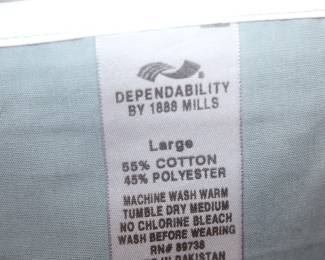 DEPENDABILITY
BY 1888 MILLS
Large
55% COTTON
45% POLYESTER
MACHINE WASH WARM
TUMBLE DRY MEDIUM
NO CHLORINE BLEACH
WASH BEFORE WEARING
RN# 89738
IN PAKISTAN